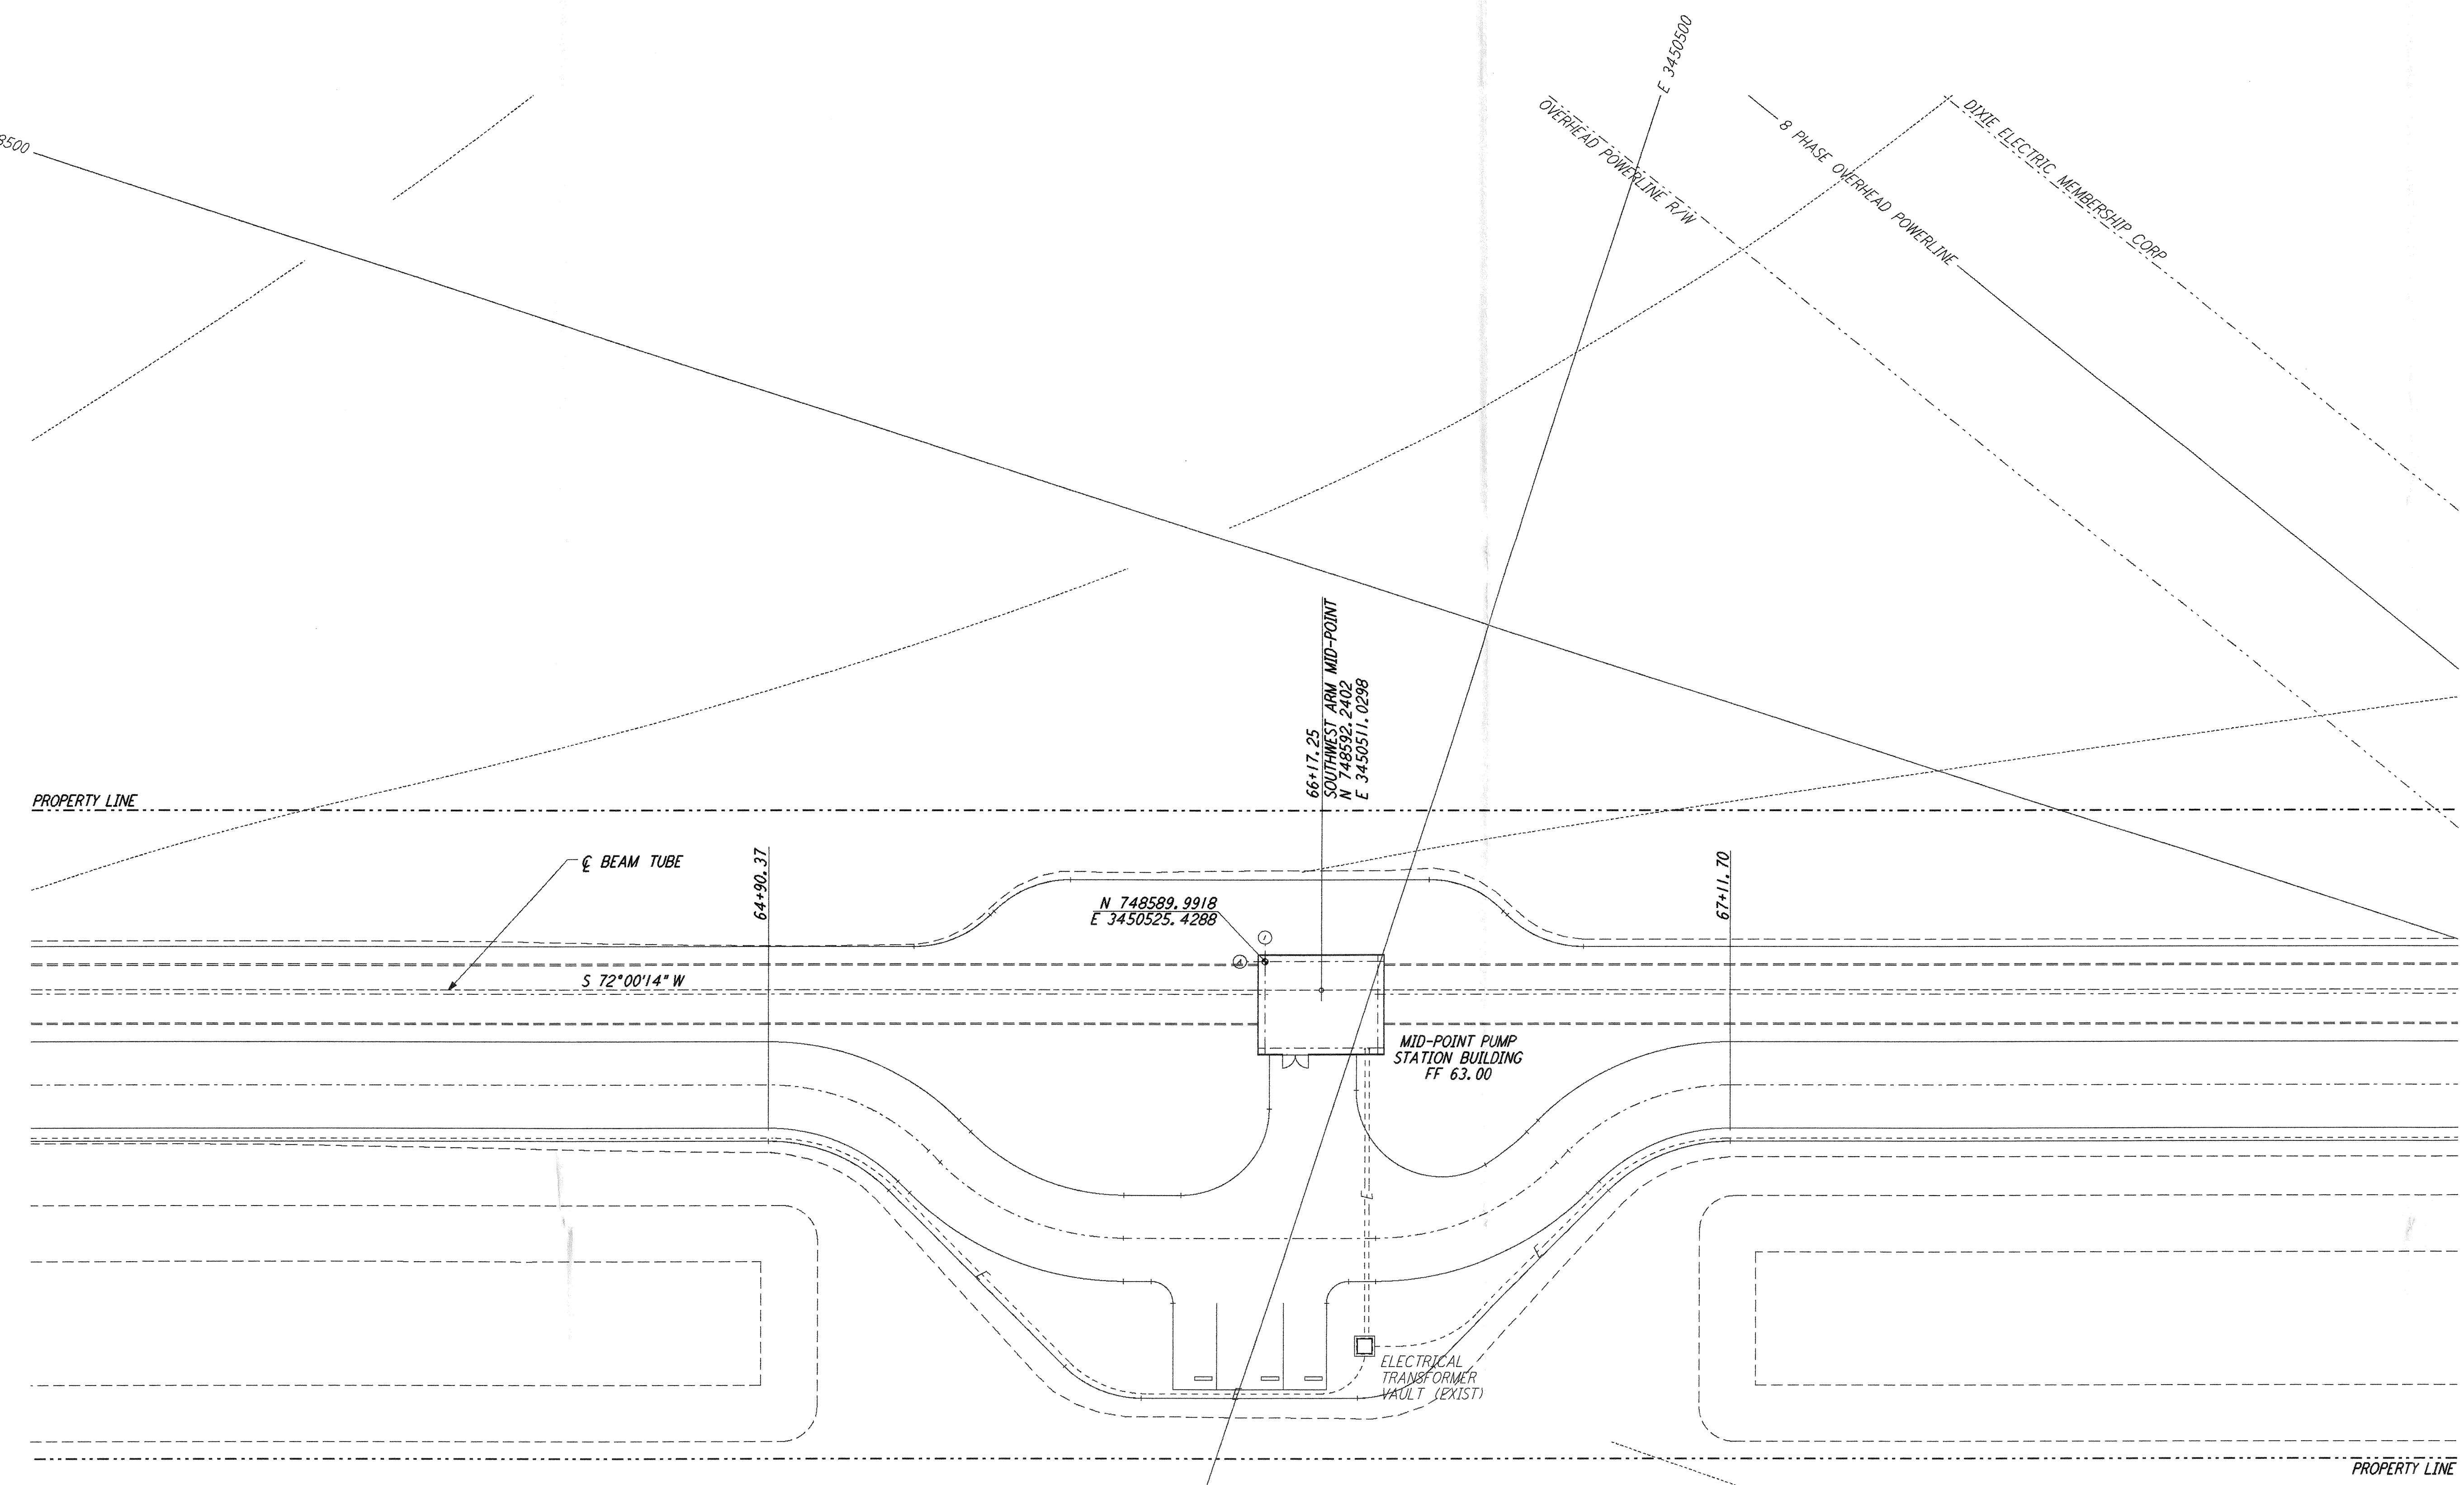 E 3450500
8500
OVERHEAD POWERLINE R/W
8 PHASE OVERHEAD POWERLINE
DIXIE ELECTRIC MEMBERSHIP CORP
66+17.25
SOUTHWEST ARM MID-POINT
N 748592.2402
E 3450511.0298
PROPERTY LINE
℄ BEAM TUBE
64+90.37
67+11.70
N 748589.9918
E 3450525.4288
1
S 72°00'14" W
MID-POINT PUMP
STATION BUILDING
FF 63.00
E
E
E
E
ELECTRICAL
TRANSFORMER
VAULT (EXIST)
PROPERTY LINE